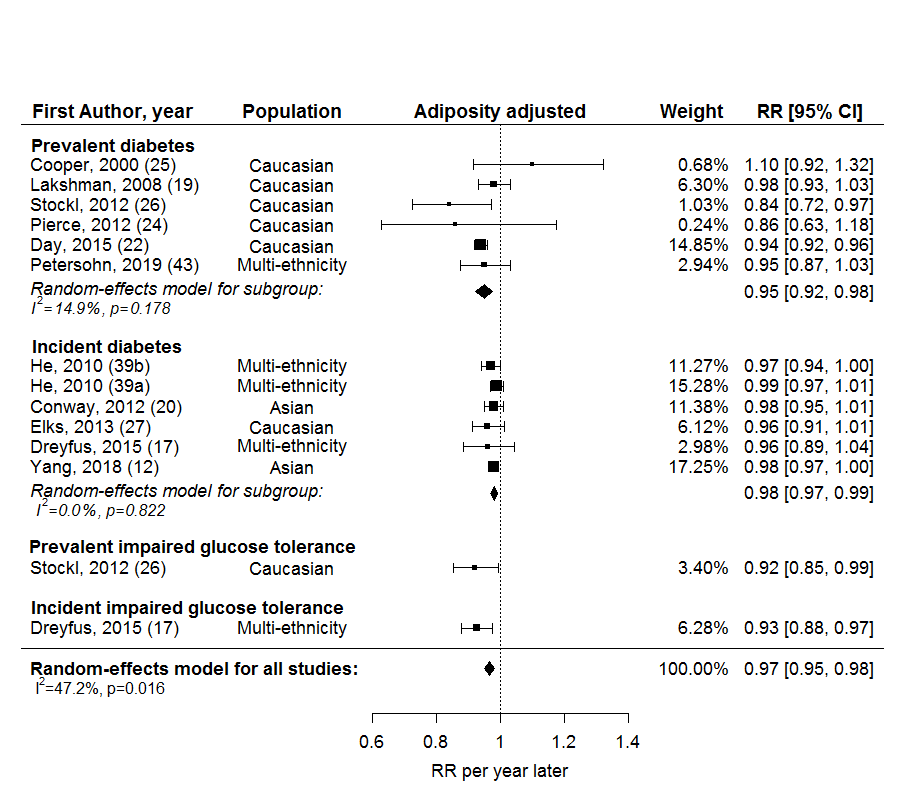 First Author, year Population Adiposity adjusted Weight RR [95% CI]
Prevalent diabetes
Cooper, 2000 (25) Caucasian 0.68% 1.10 [0.92, 1.32]
Lakshman, 2008 (19) Caucasian 6.30% 0.98 [0.93, 1.03]
Stockl, 2012 (26) Caucasian 1.03% 0.84 [0.72, 0.97]
Pierce, 2012 (24) Caucasian 0.24% 0.86 [0.63, 1.18]
Day, 2015 (22) Caucasian 14.85% 0.94 [0.92, 0.96]
Petersohn, 2019 (43) Multi-ethnicity 2.94% 0.95 [0.87, 1.03]
Random-effects model for subgroup: 0.95 [0.92, 0.98]
I²=14.9%, p=0.178
Incident diabetes
He, 2010 (39b) Multi-ethnicity 11.27% 0.97 [0.94, 1.00]
He, 2010 (39a) Multi-ethnicity 15.28% 0.99 [0.97, 1.01]
Conway, 2012 (20) Asian 11.38% 0.98 [0.95, 1.01]
Elks, 2013 (27) Caucasian 6.12% 0.96 [0.91, 1.01]
Dreyfus, 2015 (17) Multi-ethnicity 2.98% 0.96 [0.89, 1.04]
Yang, 2018 (12) Asian 17.25% 0.98 [0.97, 1.00]
Random-effects model for subgroup: 0.98 [0.97, 0.99]
I²=0.0%, p=0.822
Prevalent impaired glucose tolerance
Stockl, 2012 (26) Caucasian 3.40% 0.92 [0.85, 0.99]
Incident impaired glucose tolerance
Dreyfus, 2015 (17) Multi-ethnicity 6.28% 0.93 [0.88, 0.97]
Random-effects model for all studies: 100.00% 0.97 [0.95, 0.98]
I²=47.2%, p=0.016
0.6 0.8 1 1.2 1.4
RR per year later